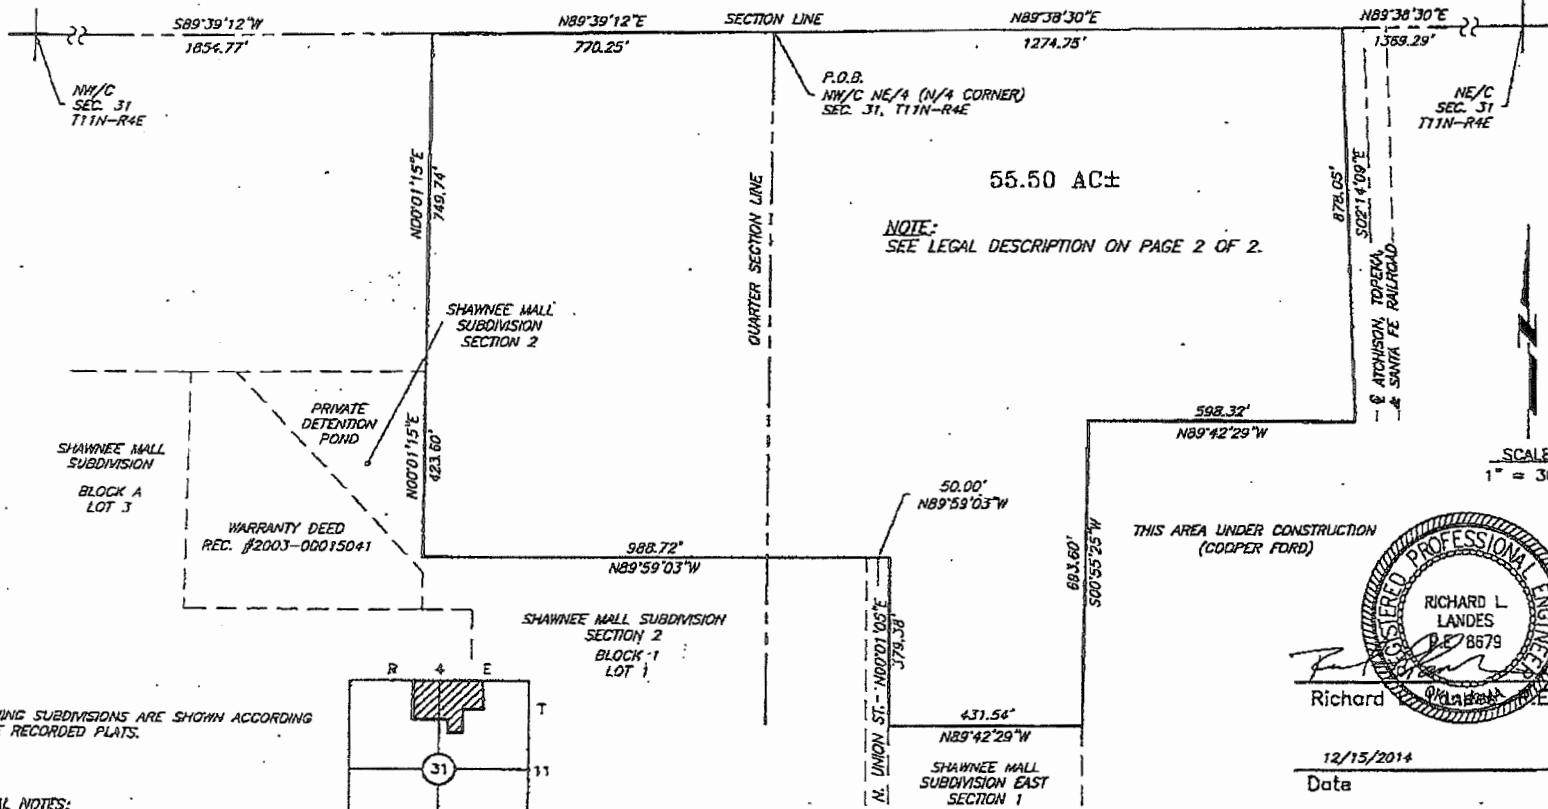 S89°39'12"W
1854.77'
N89°39'12"E
770.25'
SECTION LINE
N89°38'30"E
1274.75'
N89°38'30"E
1369.29'
NW/C
SEC. 31
T11N-R4E
P.O.B.
NW/C NE/4 (N/4 CORNER)
SEC. 31, T11N-R4E
NE/C
SEC. 31
T11N-R4E
N00°01'15"E
749.74'
QUARTER SECTION LINE
55.50 AC±
NOTE:
SEE LEGAL DESCRIPTION ON PAGE 2 OF 2.
878.05'
S02°14'09"E
℄ ATCHISON, TOPEKA,
& SANTA FE RAILROAD
SHAWNEE MALL
SUBDIVISION
SECTION 2
PRIVATE
DETENTION
POND
N00°01'15"E
423.60'
SHAWNEE MALL
SUBDIVISION
BLOCK A
LOT 3
WARRANTY DEED
REC. #2003-00015041
598.32'
N89°42'29"W
SCALE
1" =
50.00'
N89°59'03"W
988.72'
N89°59'03"W
693.60'
S00°55'25"W
THIS AREA UNDER CONSTRUCTION
(COOPER FORD)
SHAWNEE MALL SUBDIVISION
SECTION 2
BLOCK 1
LOT 1
N. UNION ST.
N00°01'05"E
379.38'
431.54'
N89°42'29"W
SHAWNEE MALL
SUBDIVISION EAST
SECTION 1
REGISTERED PROFESSIONAL ENGINEER
RICHARD L.
LANDES
P.E. 8679
OKLAHOMA
Richard
12/15/2014
Date
R 4 E
T
11
31
SUBDIVISIONS ARE SHOWN ACCORDING
RECORDED PLATS.
NOTES: